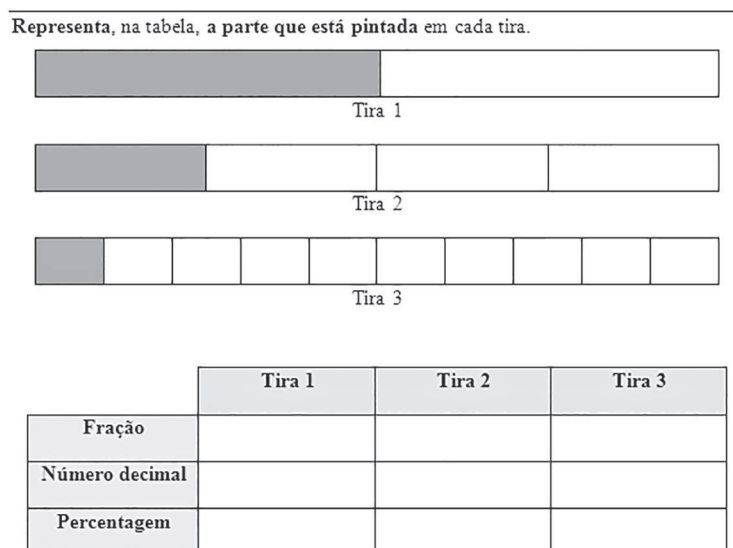 Representa, na tabela, a parte que está pintada em cada tira.
Tira 1
Tira 2
Tira 3
Tira 1 Tira 2 Tira 3
Fração
Número decimal
Percentagem